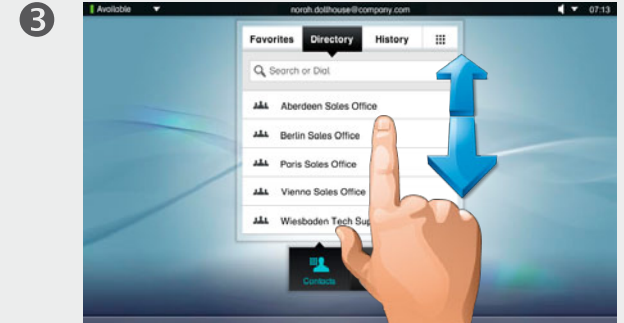 3
Available norah.dollhouse@company.com 07:13
Favorites Directory History
Search or Dial
Aberdeen Sales Office
Berlin Sales Office
Paris Sales Office
Vienna Sales Office
Wiesbaden Tech Sup
Contacts